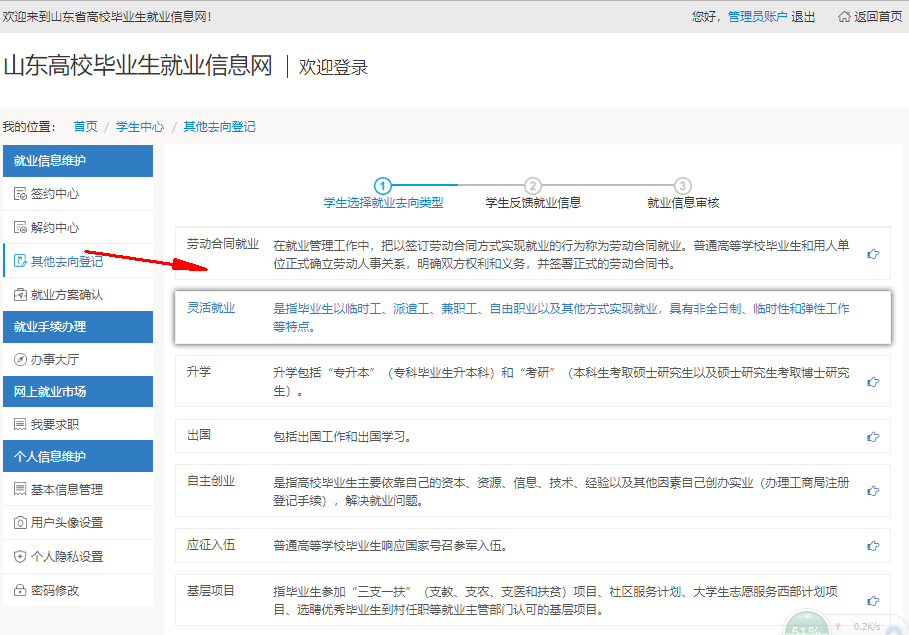 欢迎来到山东省高校毕业生就业信息网!
您好，管理员账户 退出 返回首页
山东高校毕业生就业信息网 | 欢迎登录
我的位置： 首页 / 学生中心 / 其他去向登记
就业信息维护
签约中心
解约中心
其他去向登记
就业方案确认
就业手续办理
办事大厅
网上就业市场
我要求职
个人信息维护
基本信息管理
用户头像设置
个人隐私设置
密码修改
1 2 3
学生选择就业去向类型 学生反馈就业信息 就业信息审核
劳动合同就业 在就业管理工作中，把以签订劳动合同方式实现就业的行为称为劳动合同就业。普通高等学校毕业生和用人单
位正式确立劳动人事关系，明确双方权利和义务，并签署正式的劳动合同书。
灵活就业 是指毕业生以临时工、派遣工、兼职工、自由职业以及其他方式实现就业，具有非全日制、临时性和弹性工作
等特点。
升学 升学包括“专升本”（专科毕业生升本科）和“考研”（本科生考取硕士研究生以及硕士研究生考取博士研究
生）。
出国 包括出国工作和出国学习。
自主创业 是指高校毕业生主要依靠自己的资本、资源、信息、技术、经验以及其他因素自己创办实业（办理工商局注册
登记手续），解决就业问题。
应征入伍 普通高等学校毕业生响应国家号召参军入伍。
基层项目 指毕业生参加“三支一扶”（支教、支农、支医和扶贫）项目、社区服务计划、大学生志愿服务西部计划项
目、选聘优秀毕业生到村任职等就业主管部门认可的基层项目。
51% 0.2K/s